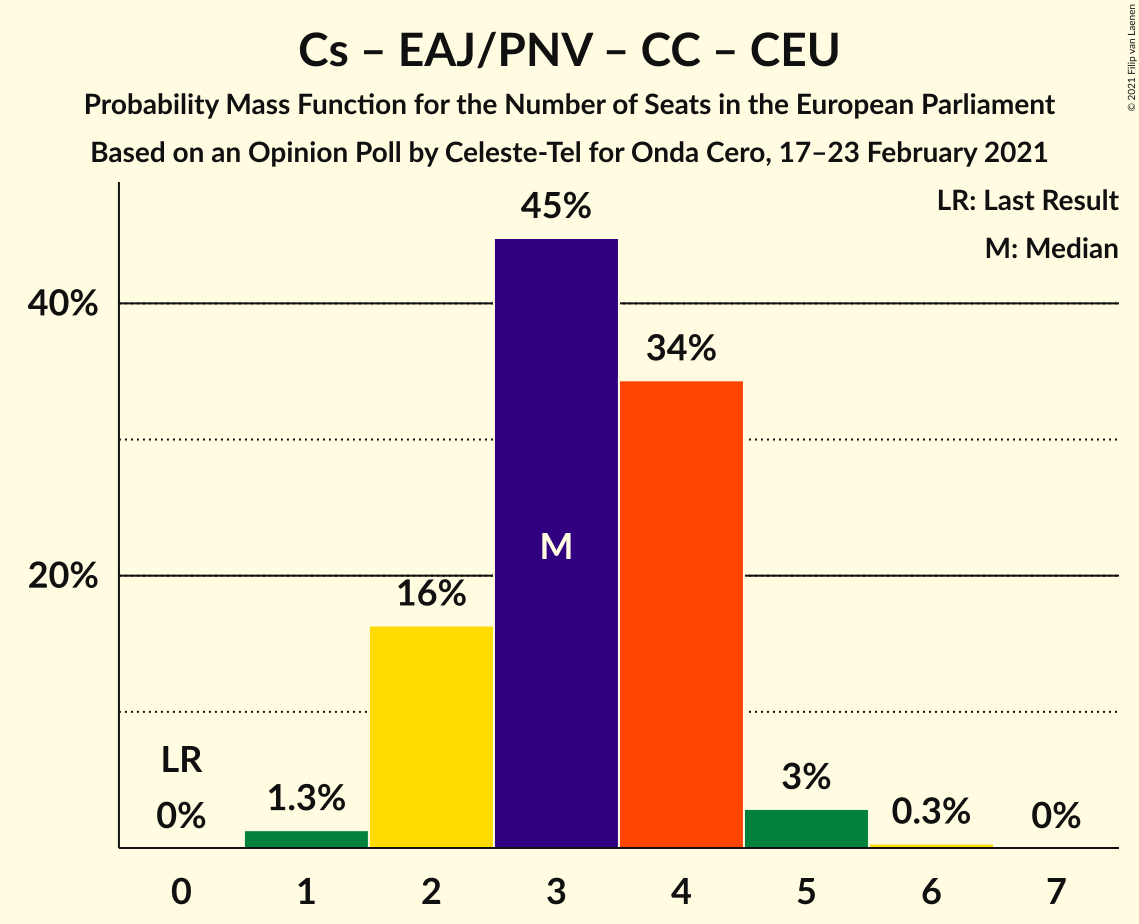 Cs – EAJ/PNV – CC – CEU
Probability Mass Function for the Number of Seats in the European Parliament
Based on an Opinion Poll by Celeste-Tel for Onda Cero, 17–23 February 2021
© 2021 Filip van Laenen
LR: Last Result
M: Median
45%
40%
34%
M
20%
16%
LR
0%
1.3%
3%
0.3%
0%
0 1 2 3 4 5 6 7